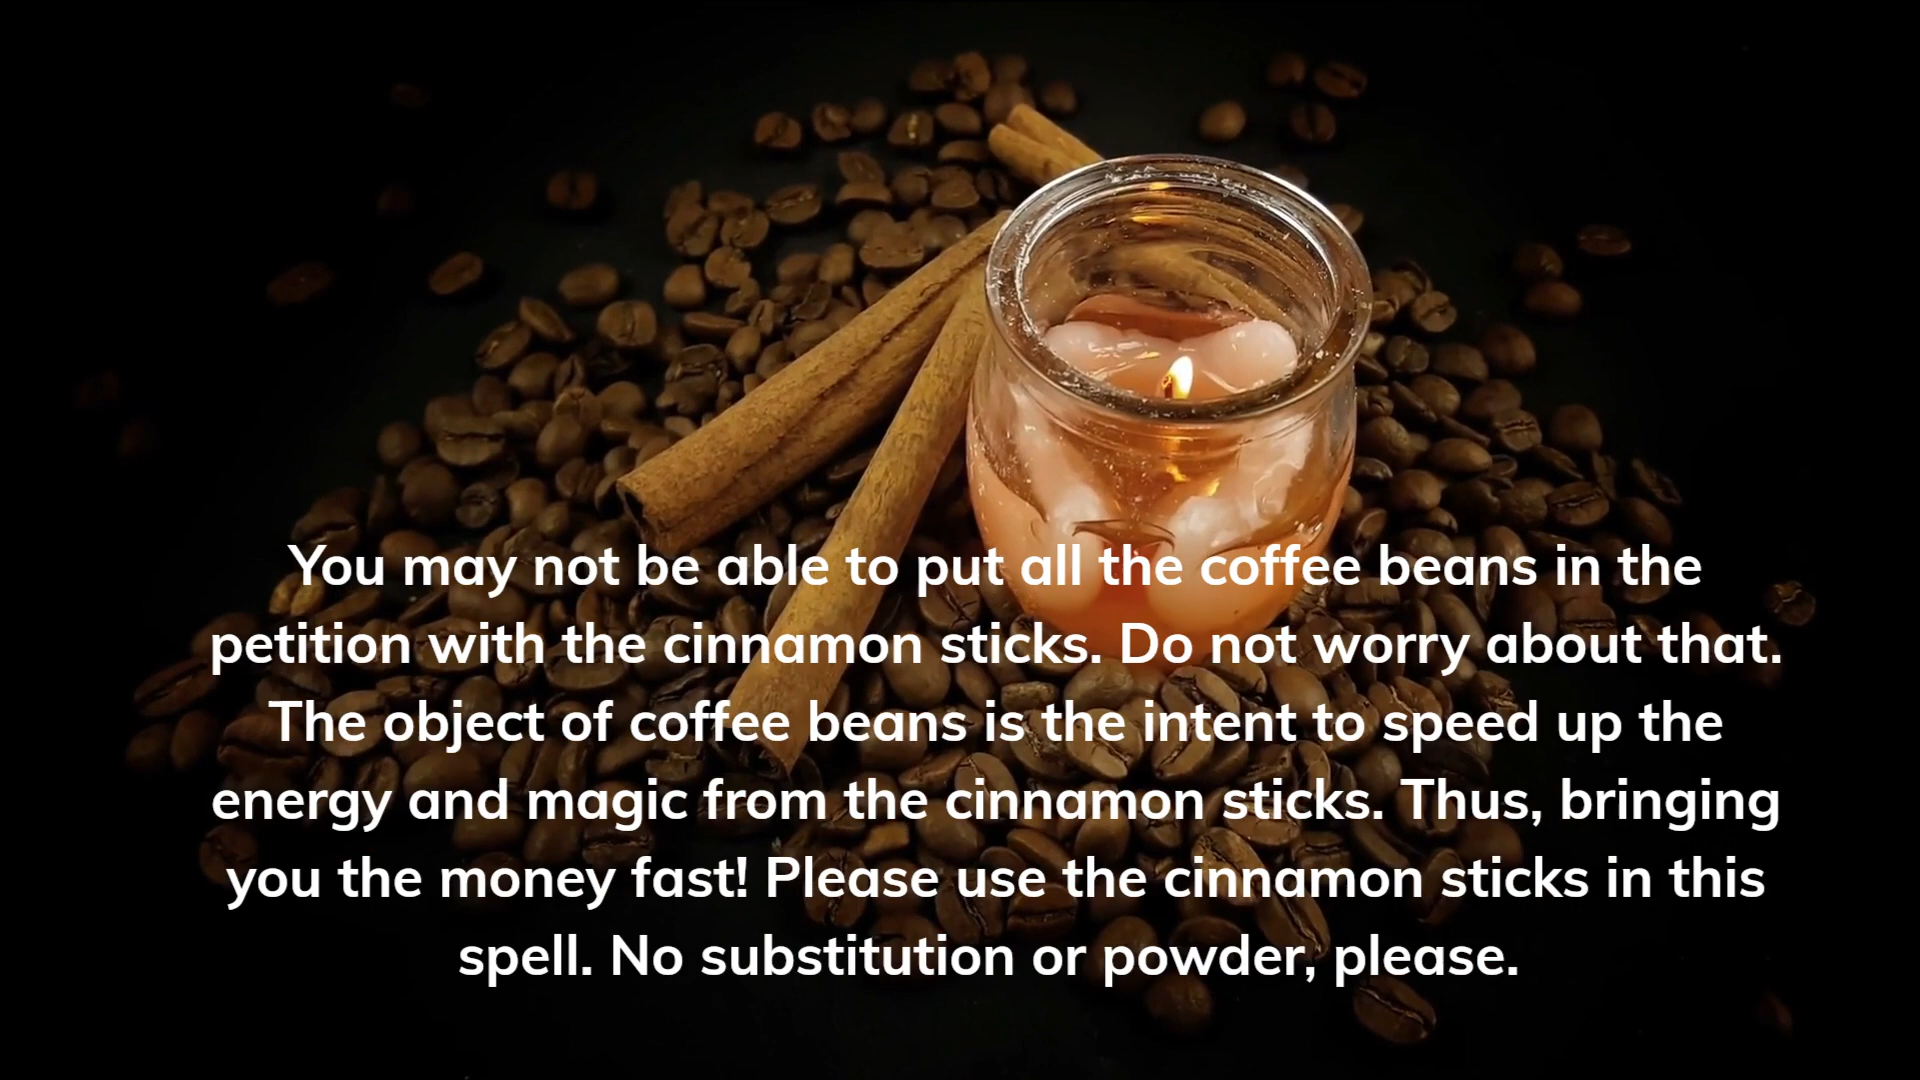 You may not be able to put all the coffee beans in the
petition with the cinnamon sticks. Do not worry about that.
The object of coffee beans is the intent to speed up the
energy and magic from the cinnamon sticks. Thus, bringing
you the money fast! Please use the cinnamon sticks in this
spell. No substitution or powder, please.